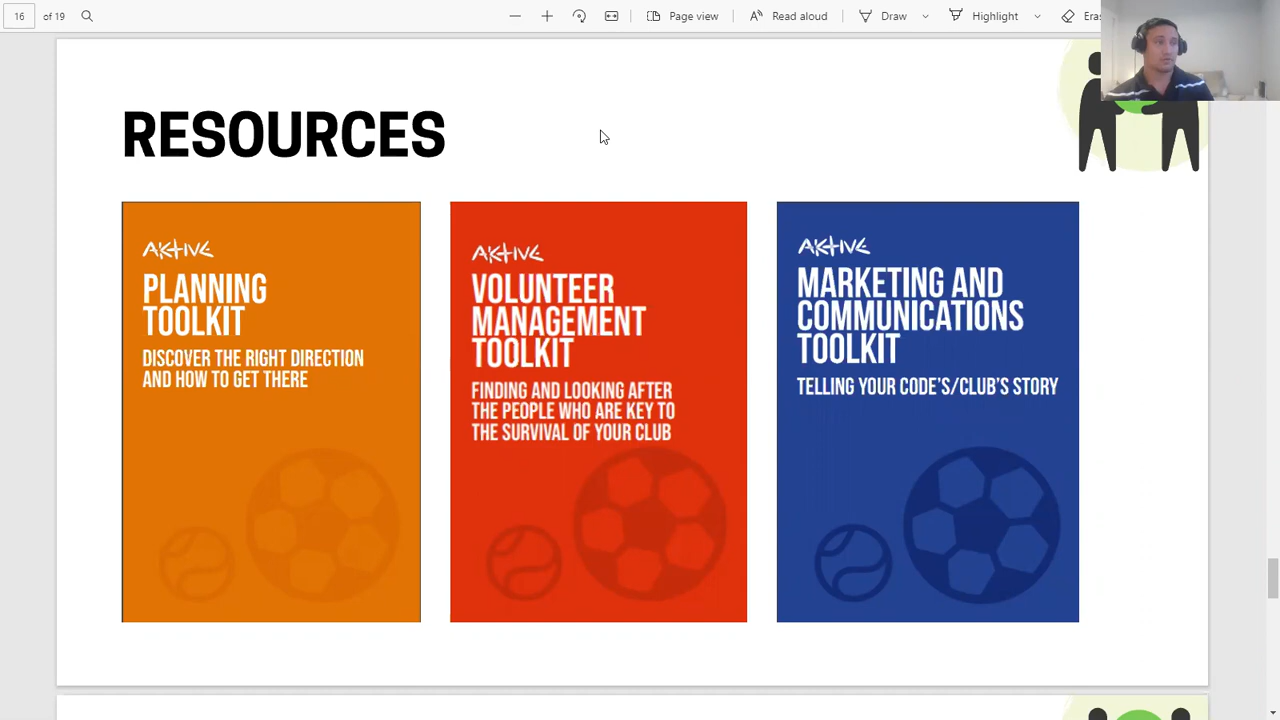 16 of 19
Page view
Read aloud
Draw
Highlight
RESOURCES
AKTIVE
PLANNING
TOOLKIT
DISCOVER THE RIGHT DIRECTION
AND HOW TO GET THERE
AKTIVE
VOLUNTEER
MANAGEMENT
TOOLKIT
FINDING AND LOOKING AFTER
THE PEOPLE WHO ARE KEY TO
THE SURVIVAL OF YOUR CLUB
AKTIVE
MARKETING AND
COMMUNICATIONS
TOOLKIT
TELLING YOUR CODE'S/CLUB'S STORY